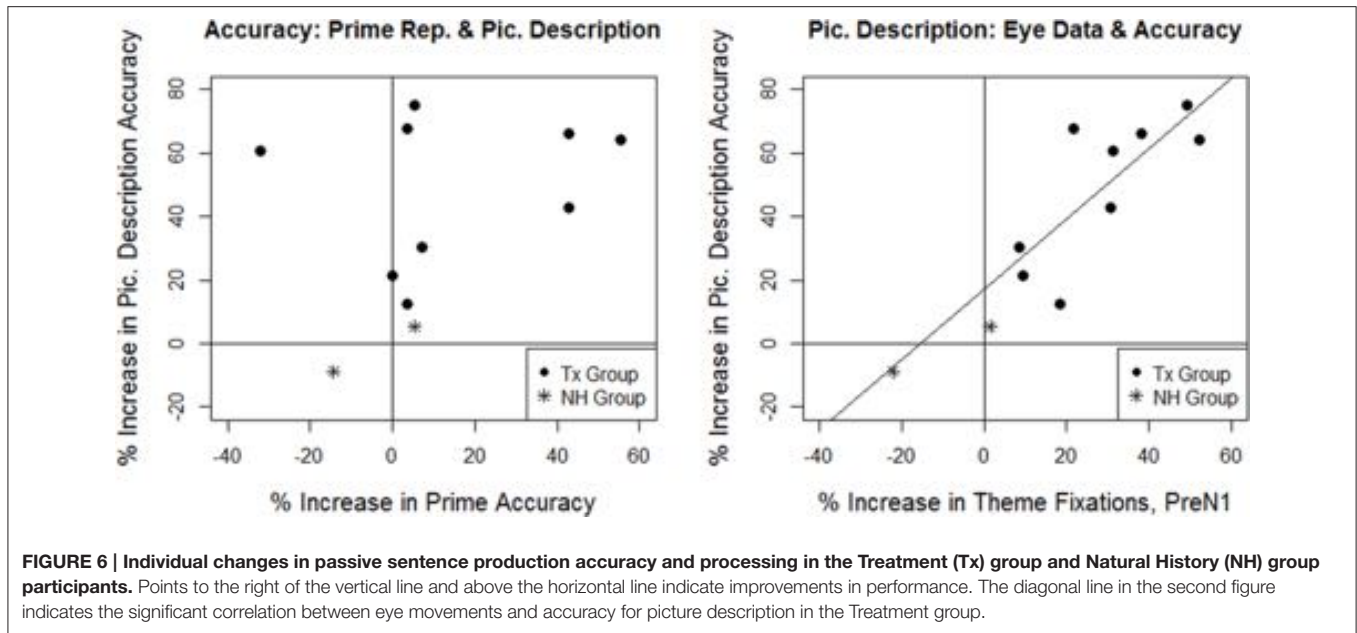 Accuracy: Prime Rep. & Pic. Description
% Increase in Pic. Description Accuracy
80
60
40
20
0
-20
-40 -20 0 20 40 60
% Increase in Prime Accuracy
Tx Group
NH Group
Pic. Description: Eye Data & Accuracy
% Increase in Pic. Description Accuracy
80
60
40
20
0
-20
-40 -20 0 20 40 60
% Increase in Theme Fixations, PreN1
Tx Group
NH Group
FIGURE 6 | Individual changes in passive sentence production accuracy and processing in the Treatment (Tx) group and Natural History (NH) group
participants. Points to the right of the vertical line and above the horizontal line indicate improvements in performance. The diagonal line in the second figure
indicates the significant correlation between eye movements and accuracy for picture description in the Treatment group.